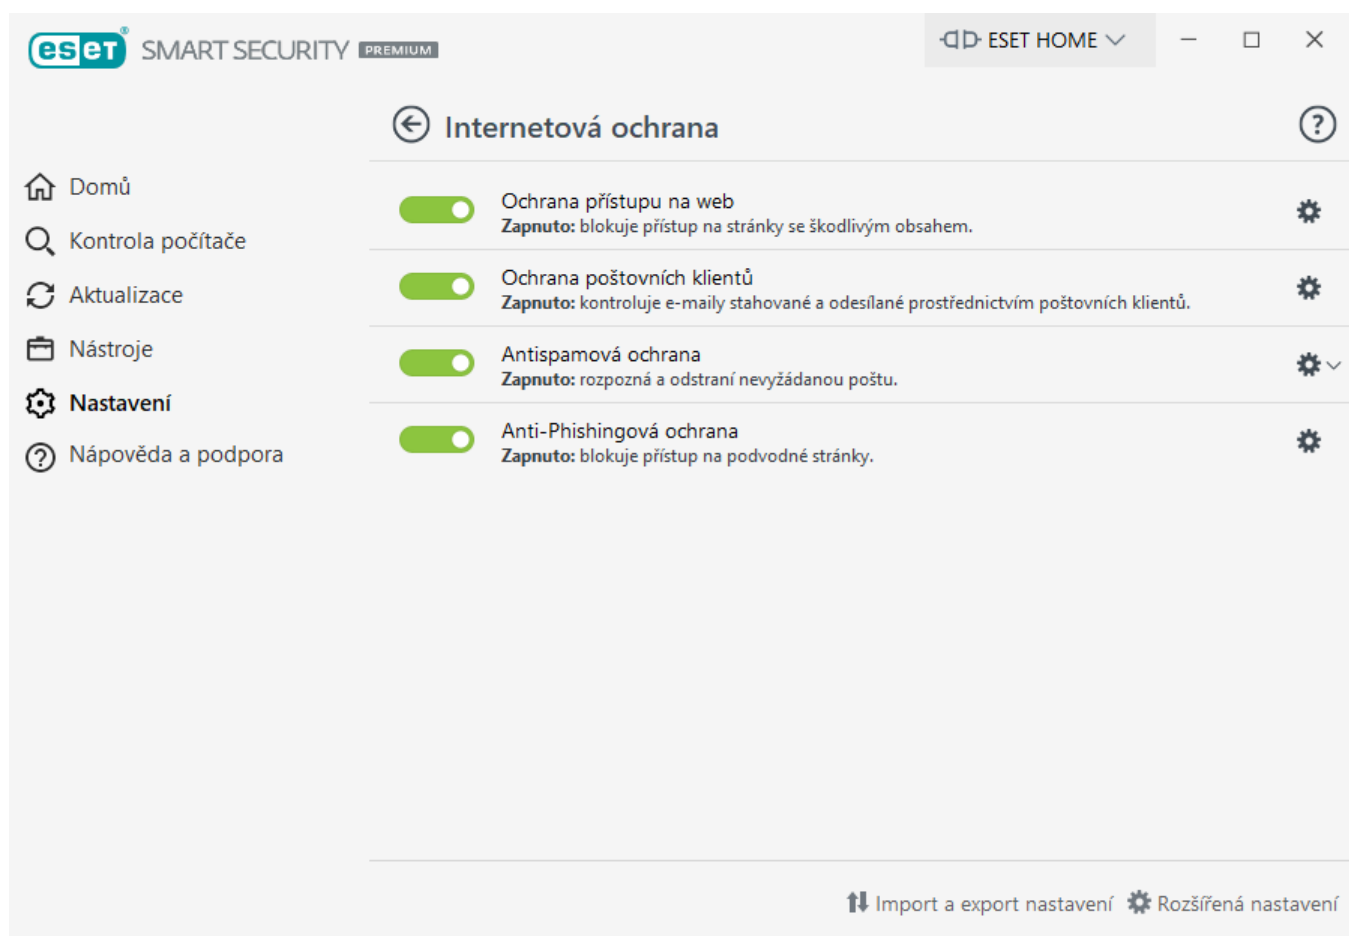 eseT® SMART SECURITY PREMIUM
ESET HOME
Internetová ochrana
?
Domů
Kontrola počítače
Aktualizace
Nástroje
Nastavení
Nápověda a podpora
Ochrana přístupu na web
Zapnuto: blokuje přístup na stránky se škodlivým obsahem.
Ochrana poštovních klientů
Zapnuto: kontroluje e-maily stahované a odesílané prostřednictvím poštovních klientů.
Antispamová ochrana
Zapnuto: rozpozná a odstraní nevyžádanou poštu.
Anti-Phishingová ochrana
Zapnuto: blokuje přístup na podvodné stránky.
Import a export nastavení Rozšířená nastavení